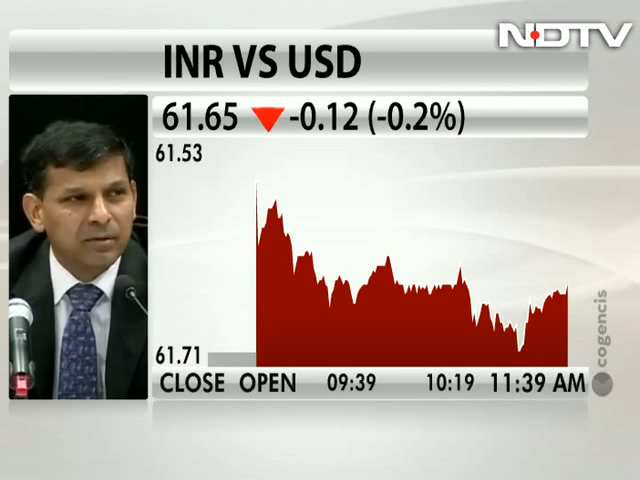 NDTV
INR VS USD
61.65 -0.12 (-0.2%)
61.53
61.71
CLOSE OPEN 09:39 10:19 11:39 AM
cogencis